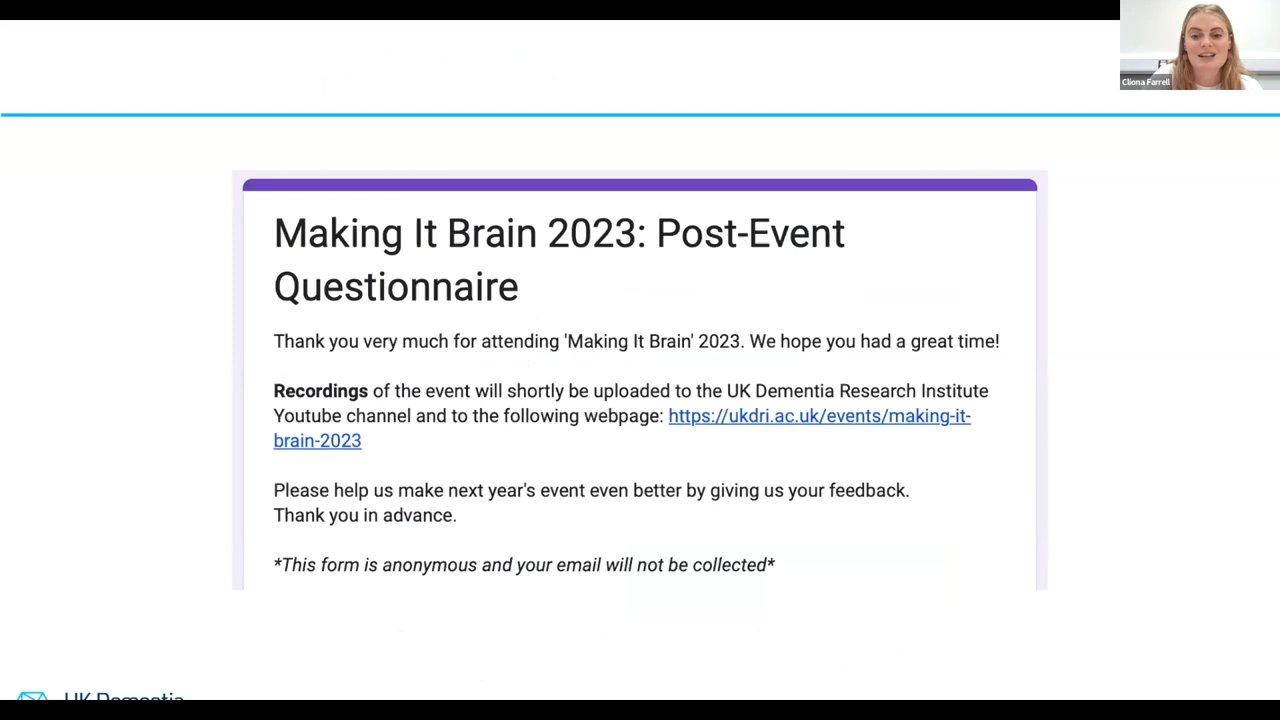 Cliona Farrell
Making It Brain 2023: Post-Event
Questionnaire
Thank you very much for attending 'Making It Brain' 2023. We hope you had a great time!
Recordings of the event will shortly be uploaded to the UK Dementia Research Institute
Youtube channel and to the following webpage: https://ukdri.ac.uk/events/making-it-
brain-2023
Please help us make next year's event even better by giving us your feedback.
Thank you in advance.
*This form is anonymous and your email will not be collected*
UK Dementia